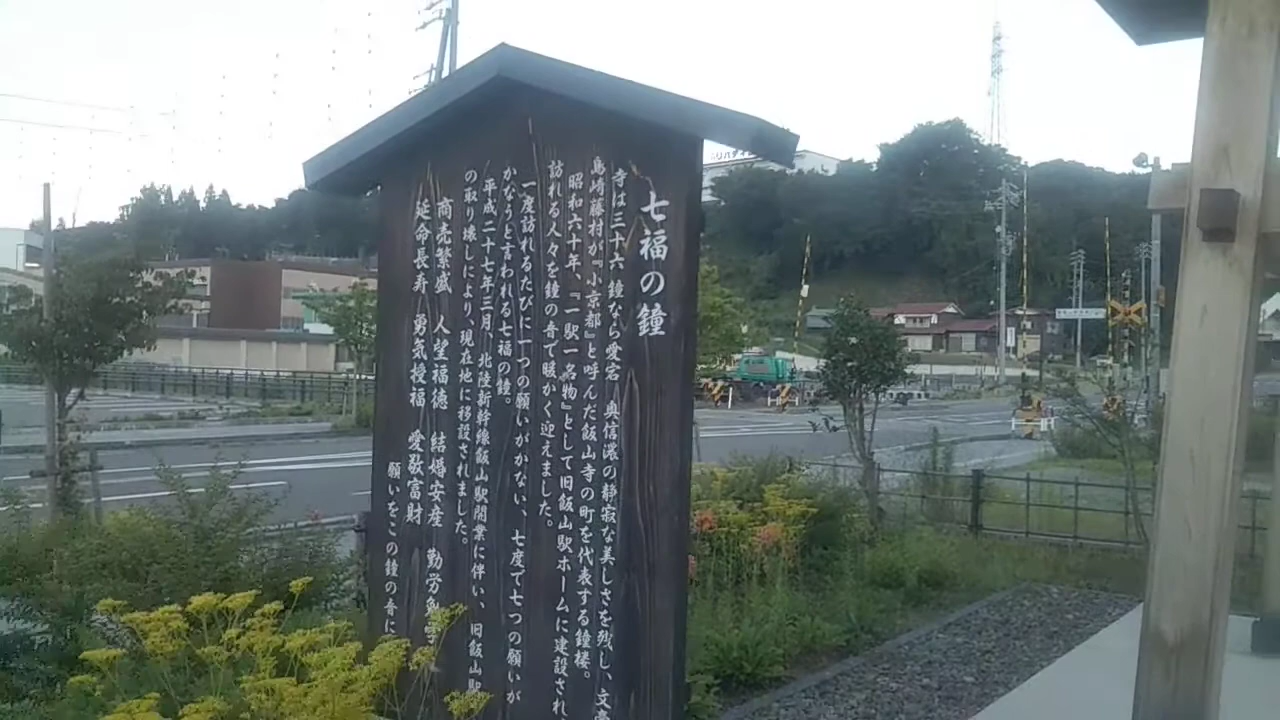 七福の鐘
寺は三十六 鐘なら愛宕 奥信濃の静寂な美しさを残し、文豪
島崎藤村が『小京都』と呼んだ飯山寺の町を代表する鐘楼。
昭和六十年、『一駅一名物』として旧飯山駅ホームに建設され、
訪れる人々を鐘の音で暖かく迎えました。
一度訪れるたびに一つの願いがかない、七度で七つの願いが
かなうと言われる七福の鐘。
平成二十七年三月、北陸新幹線飯山駅開業に伴い、旧飯山駅
の取り壊しにより、現在地に移設されました。
商売繁盛 人望福徳 結婚安産 勤労勉学
延命長寿 勇気授福 愛敬富財
願いをこの鐘の音に